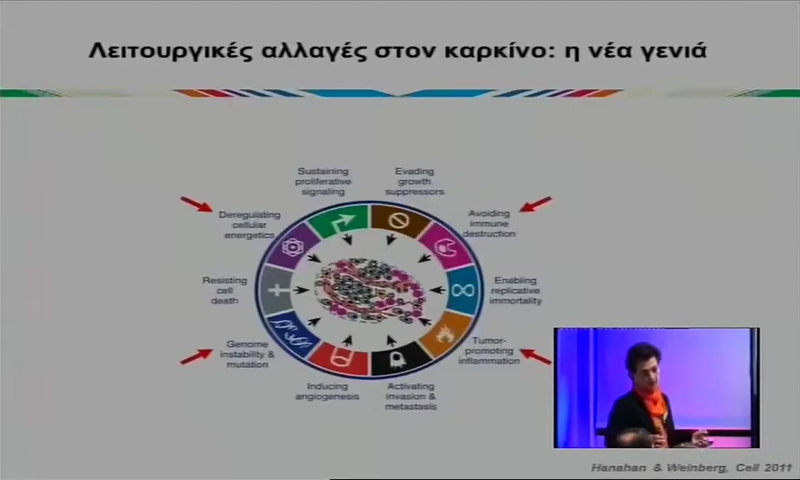 Λειτουργικές αλλαγές στον καρκίνο: η νέα γενιά
Sustaining
proliferative
signaling
Evading
growth
suppressors
Deregulating
cellular
energetics
Avoiding
immune
destruction
Resisting
cell
death
Enabling
replicative
immortality
Genome
instability &
mutation
Tumor-
promoting
inflammation
Inducing
angiogenesis
Activating
invasion &
metastasis
Hanahan & Weinberg, Cell 2011